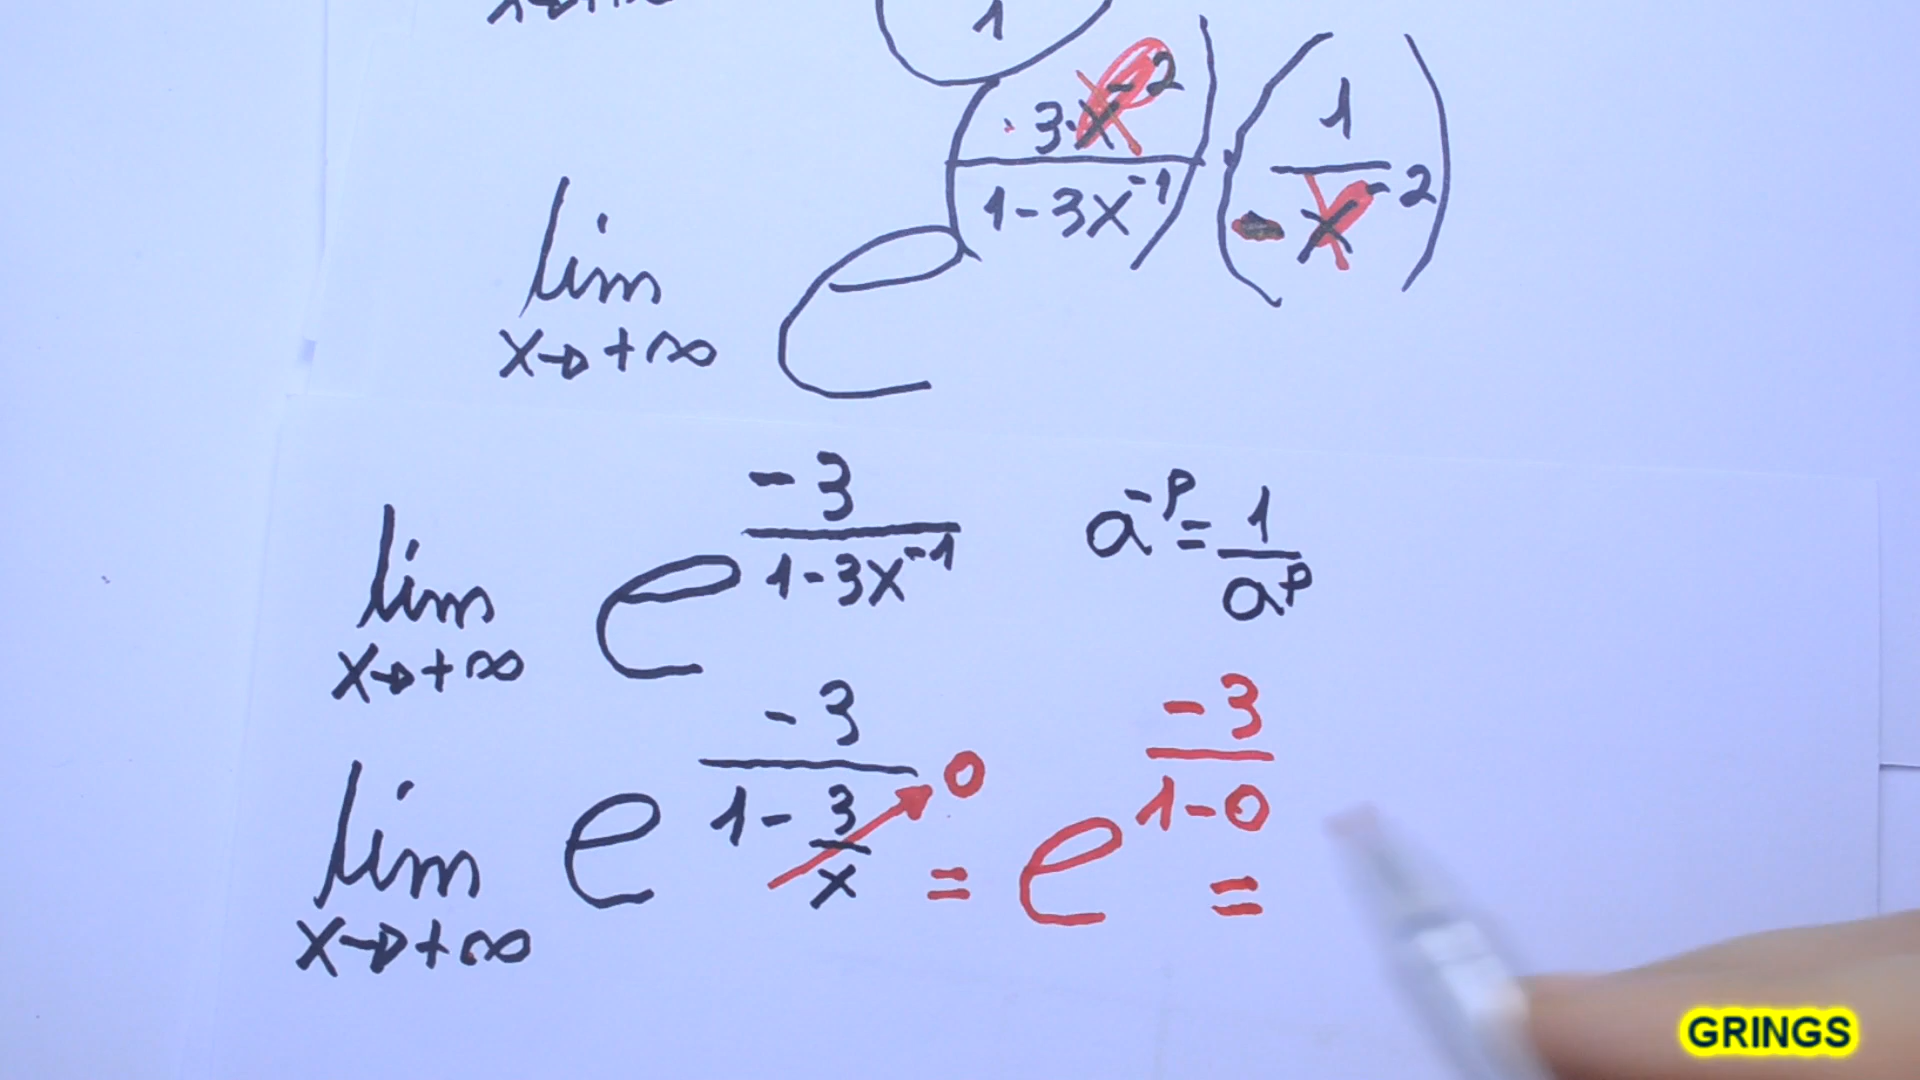 1
lim x→+∞ e^(3·x^-2 / 1-3x^-1)·(1 / -x^-2)
lim x→+∞ e^(-3 / 1-3x^-1) a^-p = 1/a^p
lim x→+∞ e^(-3 / 1-3/x) 0 = e^(-3 / 1-0) =
GRINGS